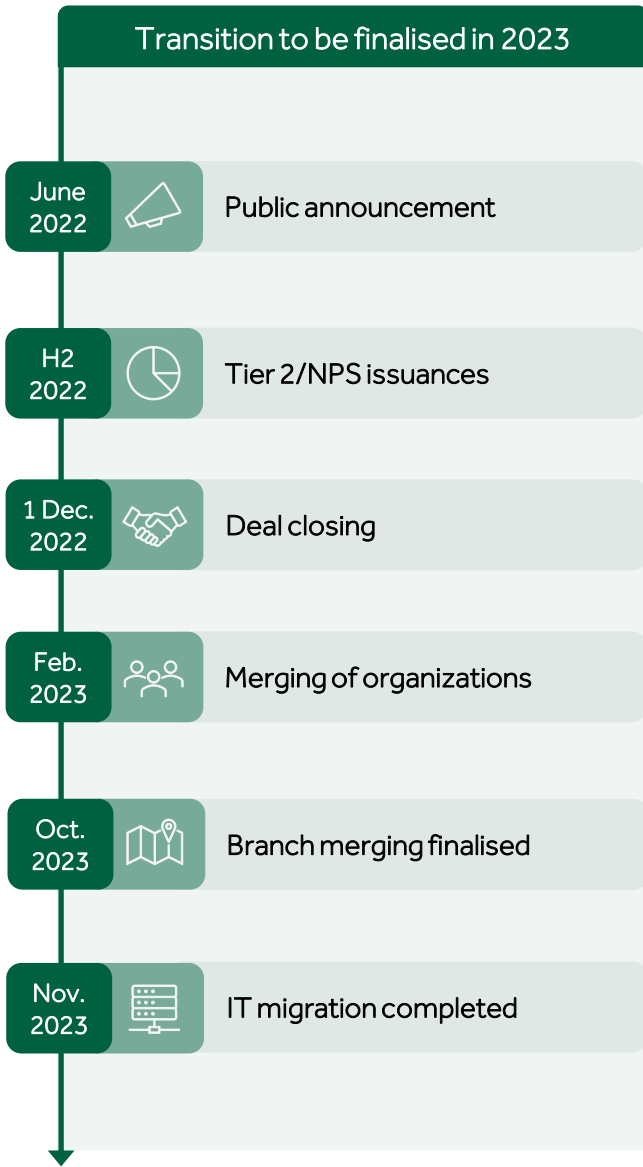 Transition to be finalised in 2023
June
2022
Public announcement
H2
2022
Tier 2/NPS issuances
1 Dec.
2022
Deal closing
Feb.
2023
Merging of organizations
Oct.
2023
Branch merging finalised
Nov.
2023
IT migration completed